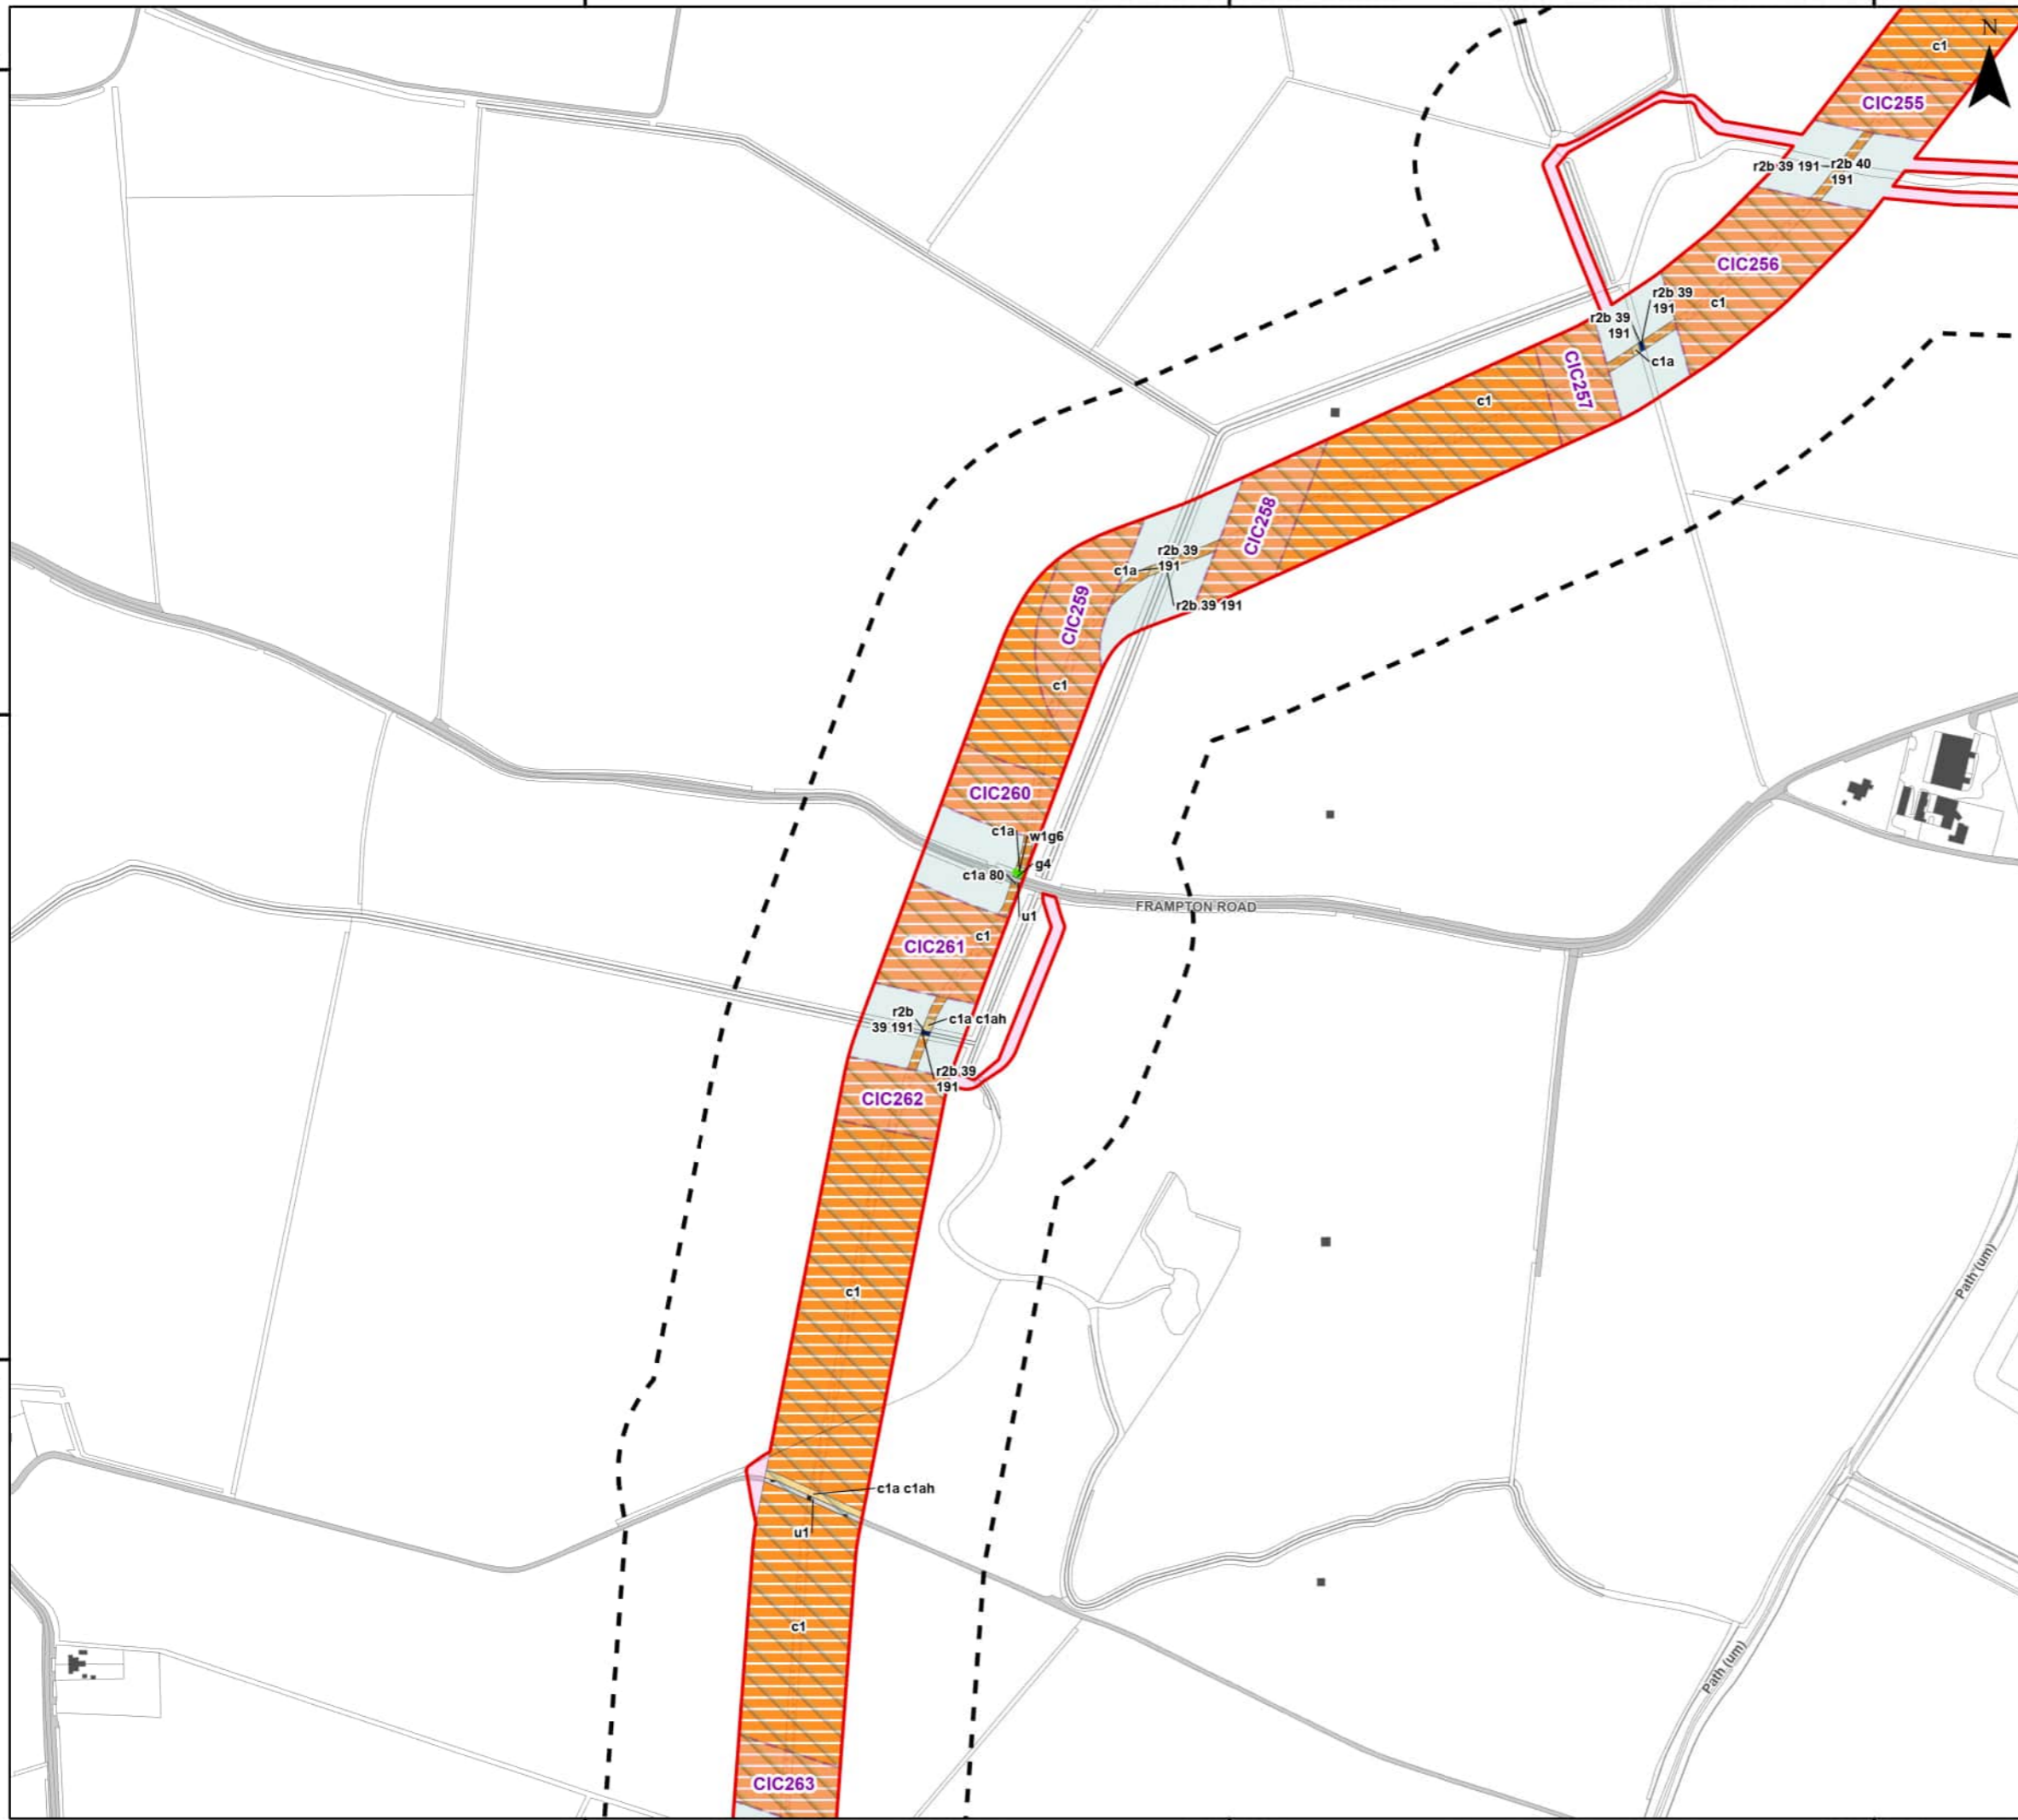 N
c1
CIC255
r2b 39 191
r2b 40
191
CIC256
r2b 39
191
c1
r2b 39
191
c1a
CIC257
c1
CIC258
r2b 39
c1a
191
r2b 39 191
CIC259
c1
CIC260
c1a
w1g6
g4
c1a 80
FRAMPTON ROAD
u1
c1
CIC261
r2b
39 191
c1a c1ah
r2b 39
191
CIC262
Path (um)
c1
c1a c1ah
u1
c1
Path (um)
CIC263